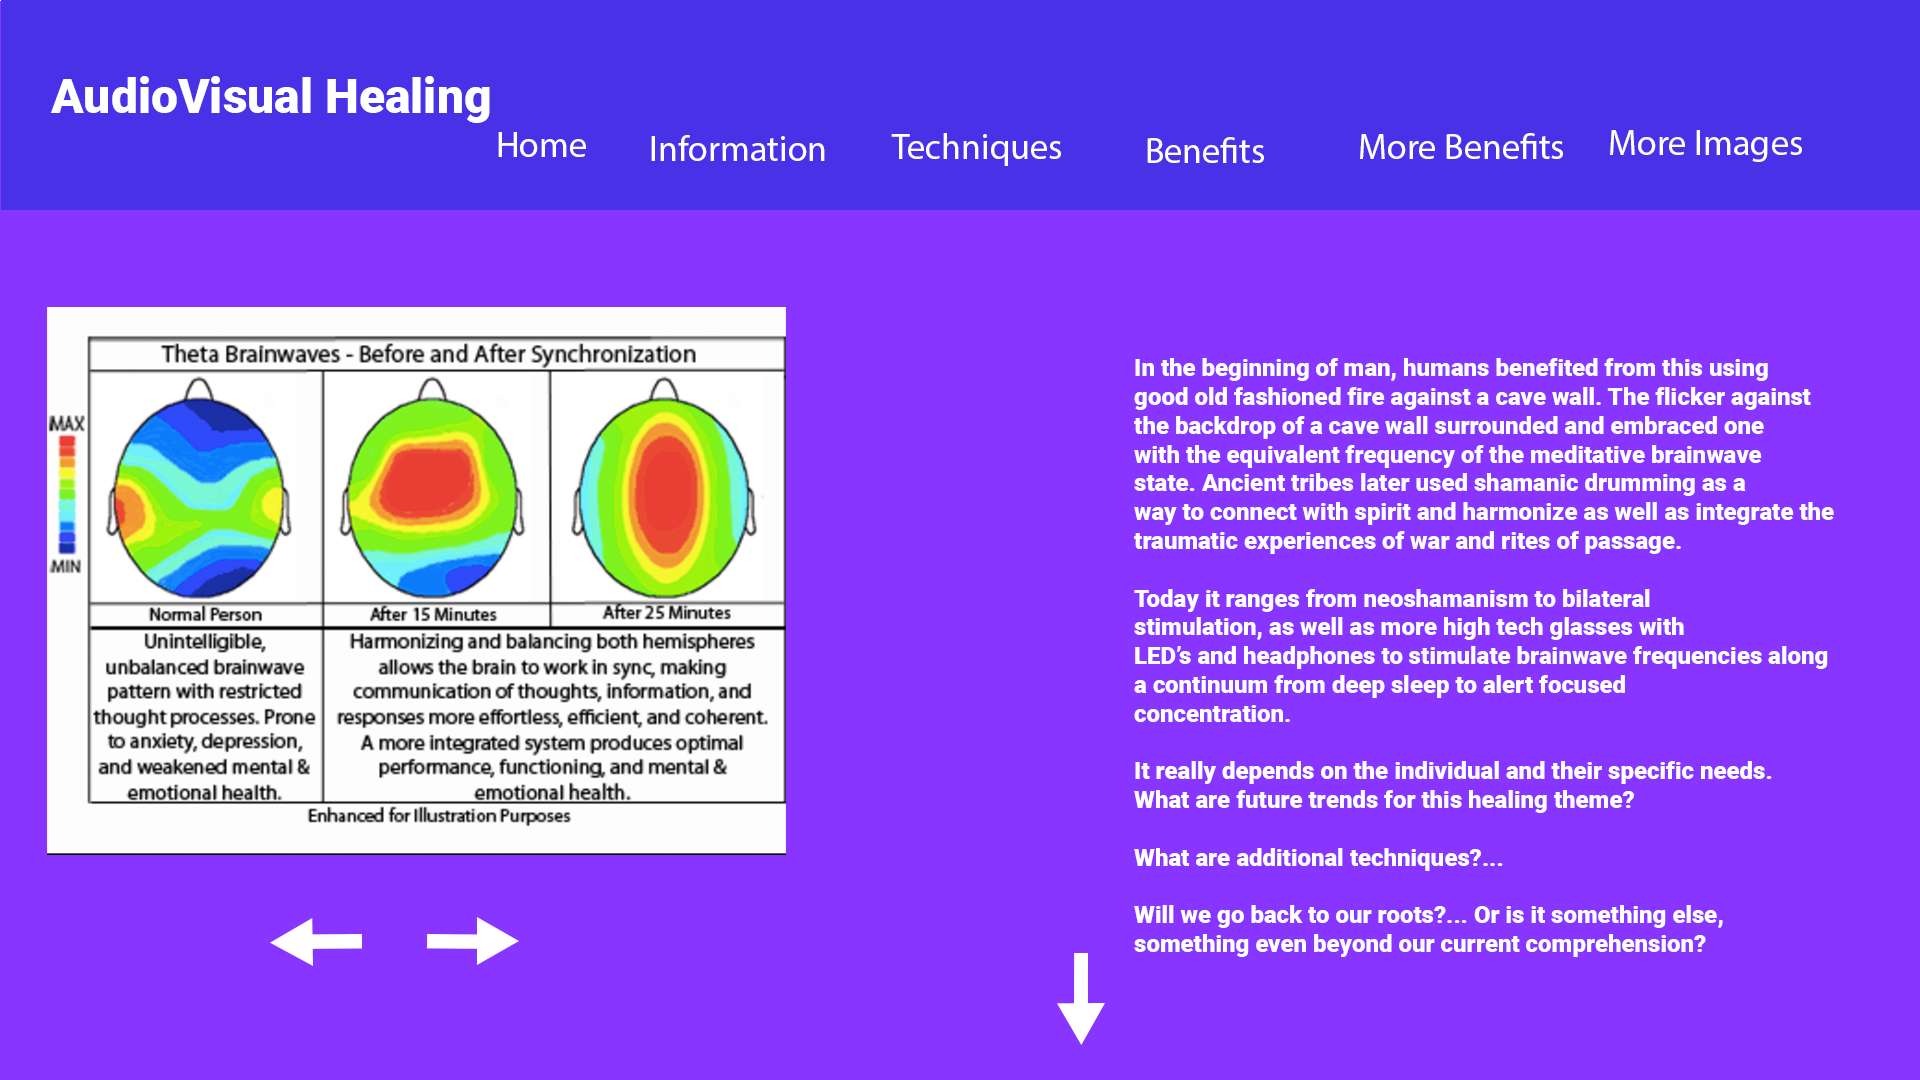 AudioVisual Healing
Home
Information
Techniques
Benefits
More Benefits
More Images
Theta Brainwaves - Before and After Synchronization
MAX
MIN
Normal Person
After 15 Minutes
After 25 Minutes
Unintelligible,
unbalanced brainwave
pattern with restricted
thought processes. Prone
to anxiety, depression,
and weakened mental &
emotional health.
Harmonizing and balancing both hemispheres
allows the brain to work in sync, making
communication of thoughts, information, and
responses more effortless, efficient, and coherent.
A more integrated system produces optimal
performance, functioning, and mental &
emotional health.
Enhanced for Illustration Purposes
In the beginning of man, humans benefited from this using
good old fashioned fire against a cave wall. The flicker against
the backdrop of a cave wall surrounded and embraced one
with the equivalent frequency of the meditative brainwave
state. Ancient tribes later used shamanic drumming as a
way to connect with spirit and harmonize as well as integrate the
traumatic experiences of war and rites of passage.
Today it ranges from neoshamanism to bilateral
stimulation, as well as more high tech glasses with
LED’s and headphones to stimulate brainwave frequencies along
a continuum from deep sleep to alert focused
concentration.
It really depends on the individual and their specific needs.
What are future trends for this healing theme?
What are additional techniques?...
Will we go back to our roots?... Or is it something else,
something even beyond our current comprehension?